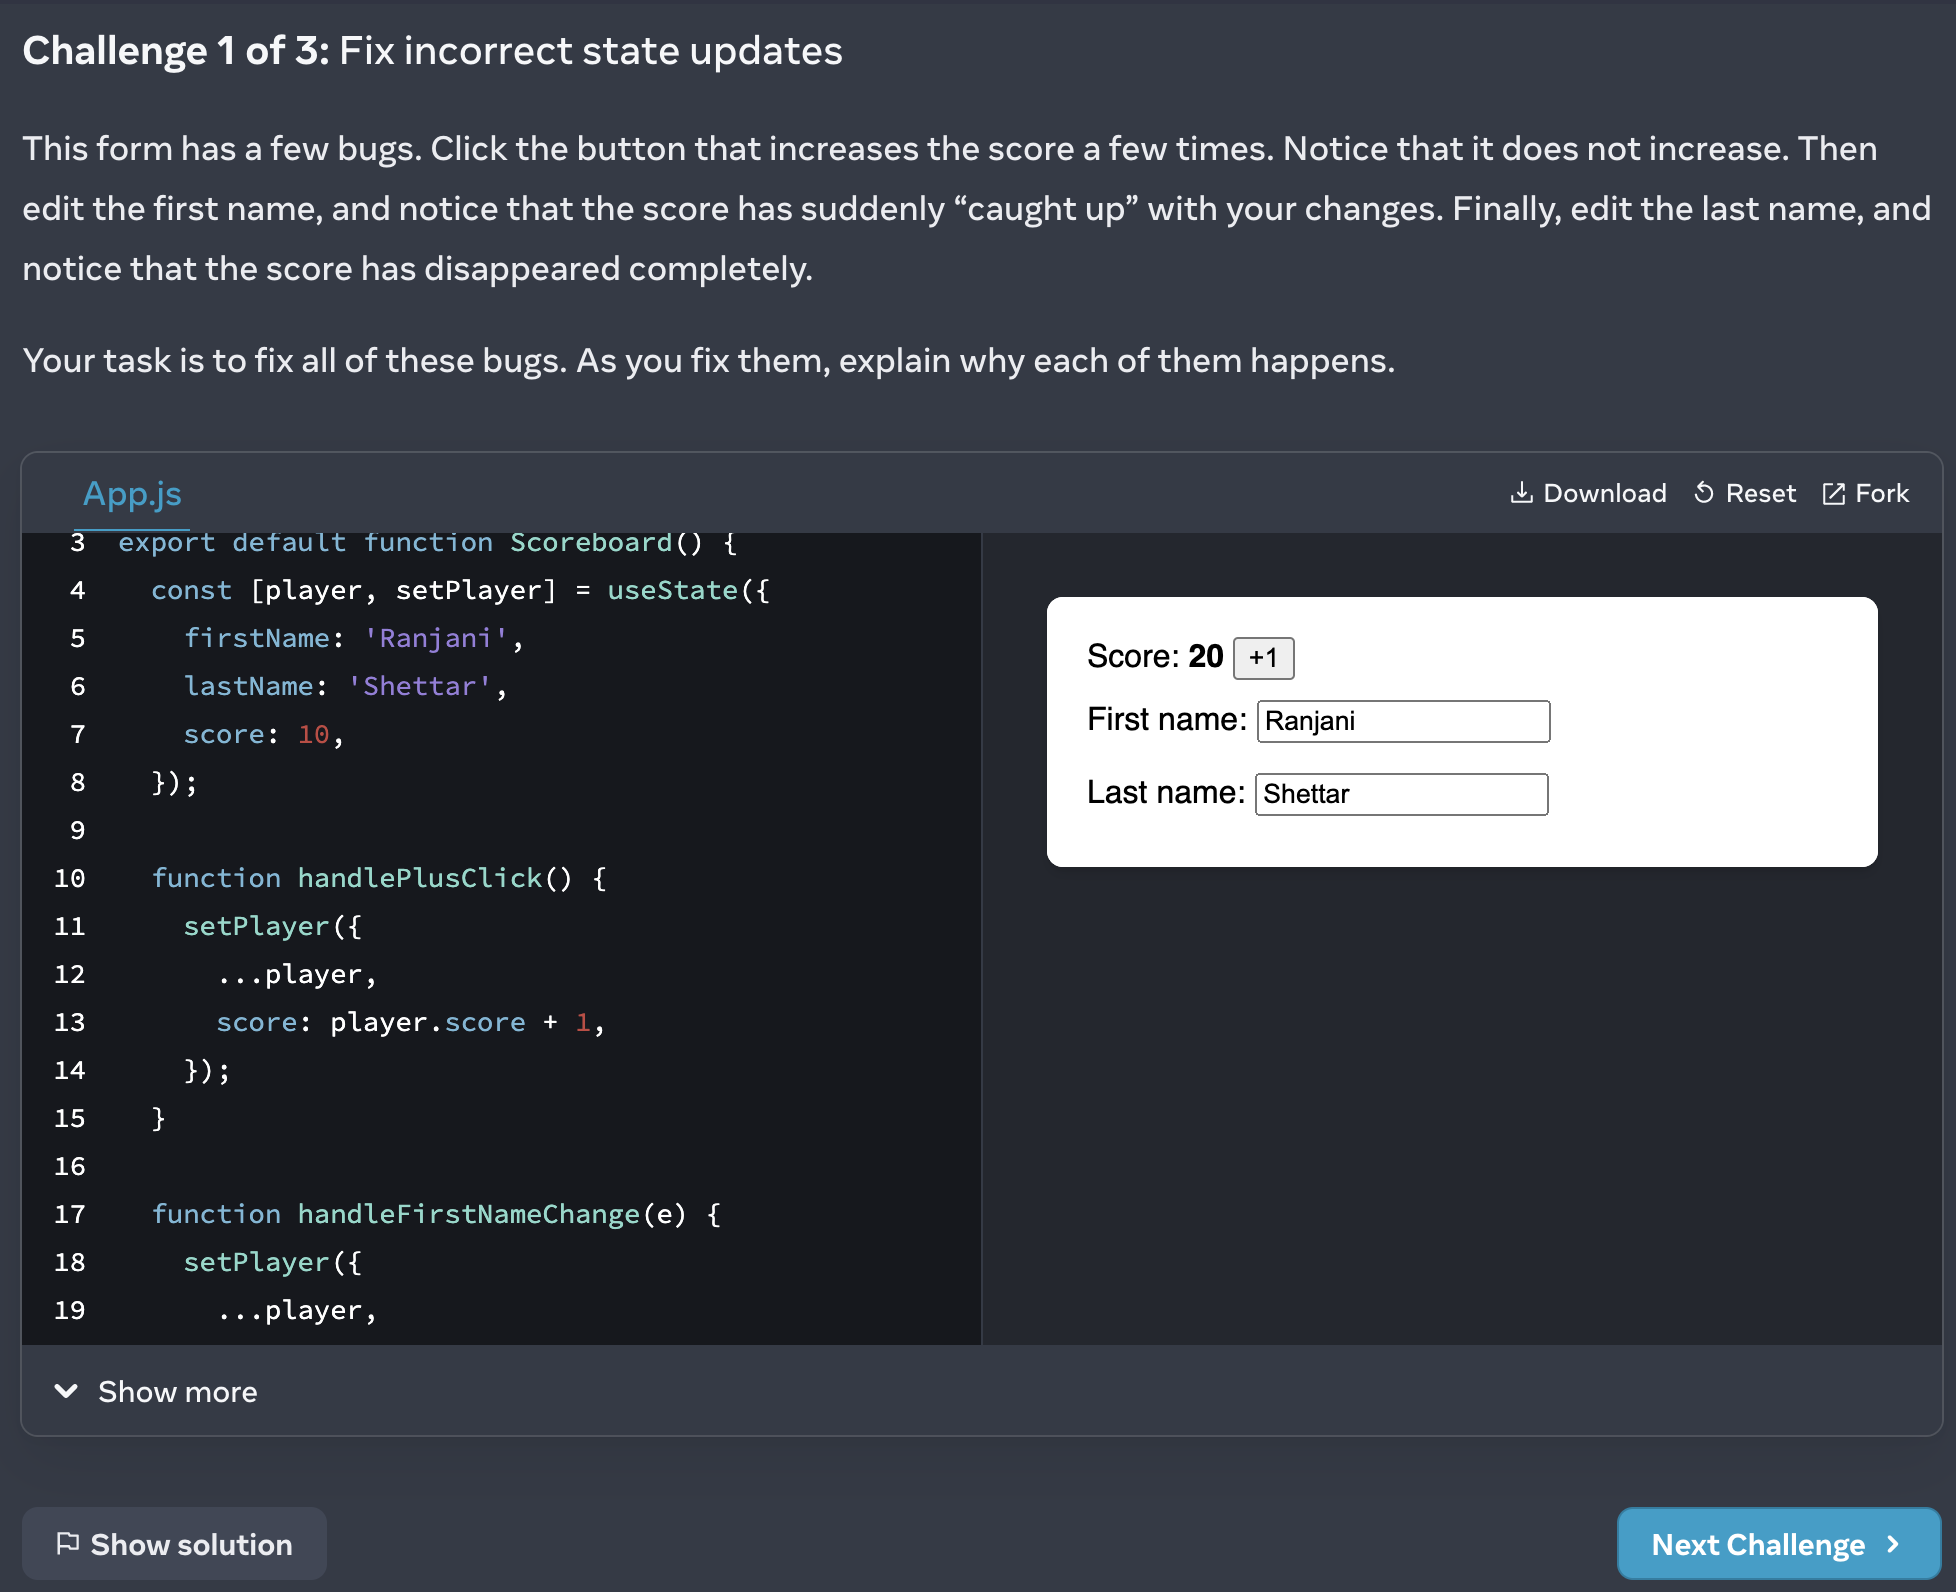 Challenge 1 of 3: Fix incorrect state updates
This form has a few bugs. Click the button that increases the score a few times. Notice that it does not increase. Then
edit the first name, and notice that the score has suddenly “caught up” with your changes. Finally, edit the last name, and
notice that the score has disappeared completely.
Your task is to fix all of these bugs. As you fix them, explain why each of them happens.
App.js
Download Reset Fork
3 export default function Scoreboard() {
4   const [player, setPlayer] = useState({
5     firstName: 'Ranjani',
6     lastName: 'Shettar',
7     score: 10,
8   });
9
10   function handlePlusClick() {
11     setPlayer({
12       ...player,
13       score: player.score + 1,
14     });
15   }
16
17   function handleFirstNameChange(e) {
18     setPlayer({
19       ...player,
Score: 20 +1
First name: Ranjani
Last name: Shettar
Show more
Show solution
Next Challenge